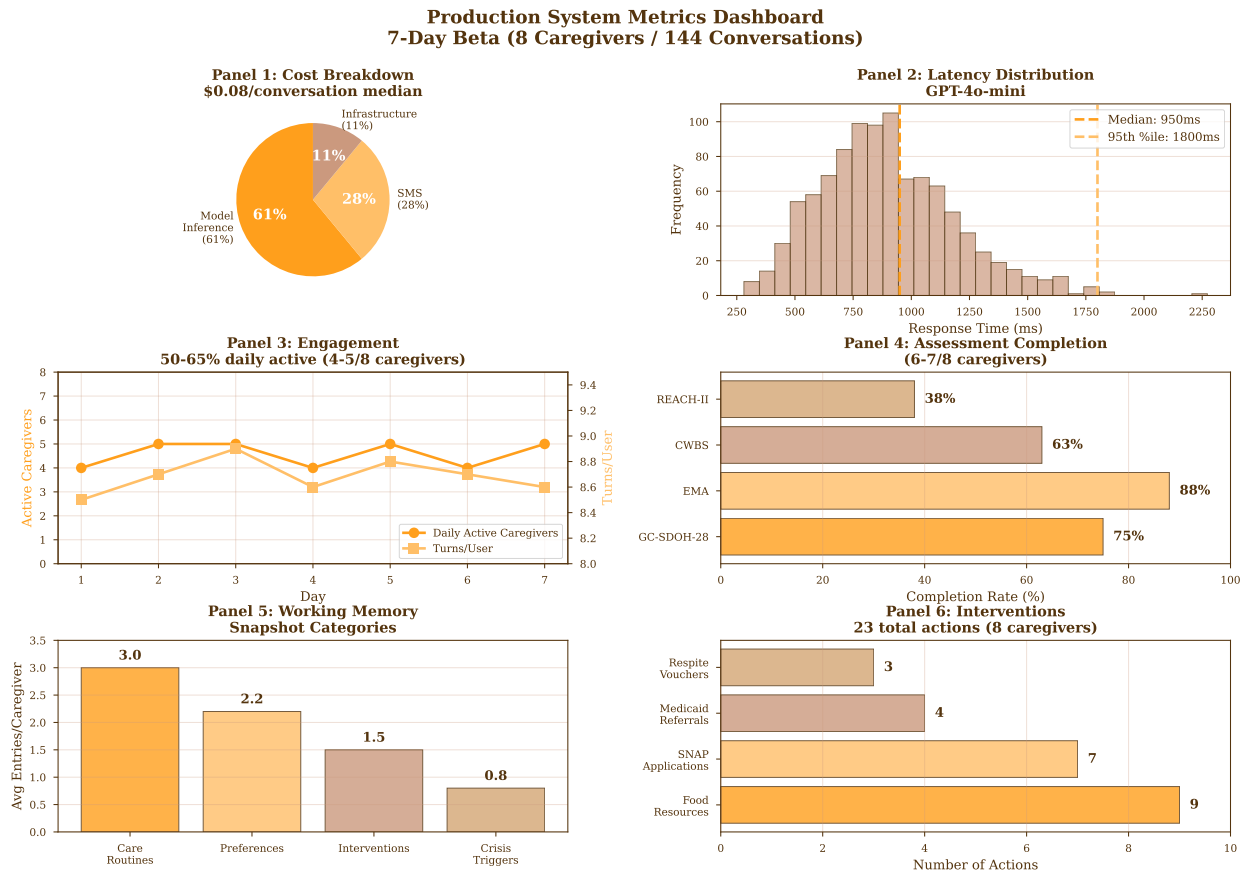 Production System Metrics Dashboard
7-Day Beta (8 Caregivers / 144 Conversations)
Panel 1: Cost Breakdown
$0.08/conversation median
Infrastructure
(11%)
11%
SMS
(28%)
28%
61%
Model
Inference
(61%)
Panel 2: Latency Distribution
GPT-4o-mini
Median: 950ms
95th %ile: 1800ms
Frequency
100
80
60
40
20
0
250
500
750
1000
1250
1500
1750
2000
2250
Response Time (ms)
Panel 3: Engagement
50-65% daily active (4-5/8 caregivers)
Active Caregivers
8
7
6
5
4
3
2
1
0
9.4
9.2
9.0
8.8
8.6
8.4
8.2
8.0
Turns/User
Daily Active Caregivers
Turns/User
1
2
3
4
5
6
7
Day
Panel 4: Assessment Completion
(6-7/8 caregivers)
REACH-II
38%
CWBS
63%
EMA
88%
GC-SDOH-28
75%
0
20
40
60
80
100
Completion Rate (%)
Panel 5: Working Memory
Snapshot Categories
Avg Entries/Caregiver
3.5
3.0
2.5
2.0
1.5
1.0
0.5
0.0
3.0
2.2
1.5
0.8
Care
Routines
Preferences
Interventions
Crisis
Triggers
Panel 6: Interventions
23 total actions (8 caregivers)
Respite
Vouchers
3
Medicaid
Referrals
4
SNAP
Applications
7
Food
Resources
9
0
2
4
6
8
10
Number of Actions